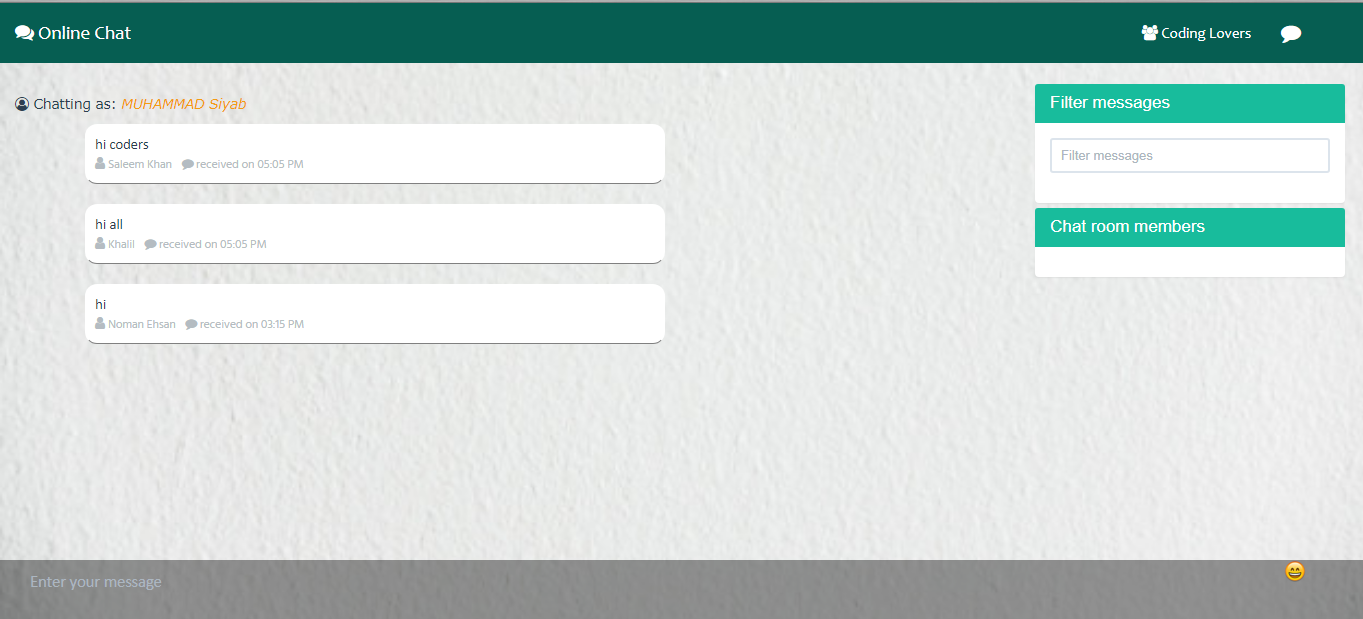 Online Chat
Coding Lovers
Chatting as: MUHAMMAD Siyab
hi coders
Saleem Khan received on 05:05 PM
hi all
Khalil received on 05:05 PM
hi
Noman Ehsan received on 03:15 PM
Filter messages
Filter messages
Chat room members
Enter your message